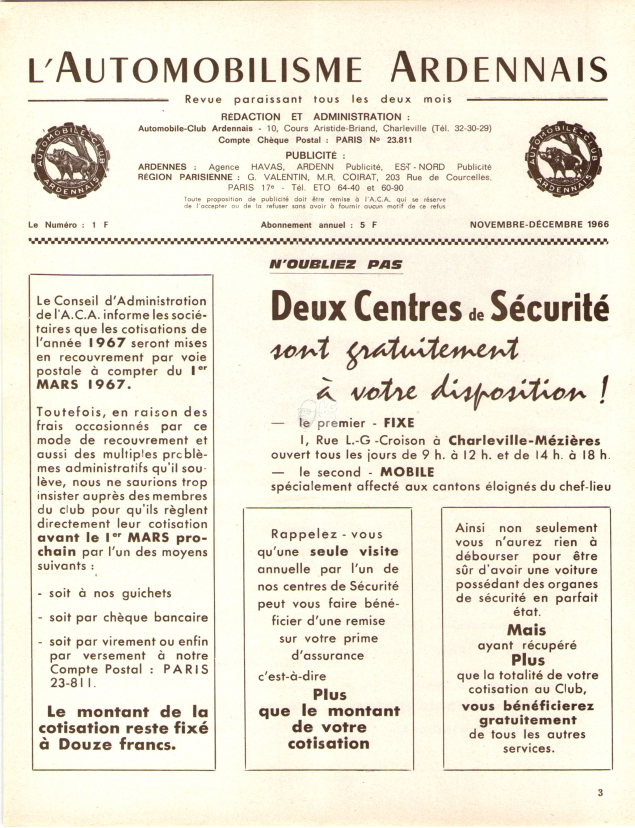 L'AUTOMOBILISME ARDENNAIS
Revue paraissant tous les deux mois
RÉDACTION ET ADMINISTRATION :
Automobile-Club Ardennais - 10, Cours Aristide-Briand, Charleville (Tél. 32-30-29)
Compte Chèque Postal : PARIS No 23.811
PUBLICITÉ :
ARDENNES : Agence HAVAS, ARDENN Publicité, EST-NORD Publicité
RÉGION PARISIENNE : G. VALENTIN, M.R. COIRAT, 203 Rue de Courcelles,
PARIS 17e - Tél. ETO 64-40 et 60-90
Toute proposition de publicité doit être remise à l'A.C.A. qui se réserve
de l'accepter ou de la refuser sans avoir à fournir aucun motif de ce refus
AUTOMOBILE-CLUB
ARDENNAIS
AUTOMOBILE-CLUB
ARDENNAIS
Le Numéro : 1 F
Abonnement annuel : 5 F
NOVEMBRE-DÉCEMBRE 1966
Le Conseil d'Administration
de l'A.C.A. informe les socié-
taires que les cotisations de
l'année 1967 seront mises
en recouvrement par voie
postale à compter du 1er
MARS 1967.
Toutefois, en raison des
frais occosionnés par ce
mode de recouvrement et
aussi des multiples problè-
mes administratifs qu'il sou-
lève, nous ne saurions trop
insister auprès des membres
du club pour qu'ils règlent
directement leur cotisation
avant le 1er MARS pro-
chain par l'un des moyens
suivants :
- soit à nos guichets
- soit par chèque bancaire
- soit par virement ou enfin
par versement à notre
Compte Postal : PARIS
23-811.
Le montant de la
cotisation reste fixé
à Douze francs.
N'OUBLIEZ PAS
Deux Centres de Sécurité
sont gratuitement
à votre disposition !
— le premier - FIXE
1, Rue L.-G -Croison à Charleville-Mézières
ouvert tous les jours de 9 h. à 12 h. et de 14 h. à 18 h.
— le second - MOBILE
spécialement affecté aux cantons éloignés du chef-lieu
Rappelez-vous
qu'une seule visite
annuelle par l'un de
nos centres de Sécurité
peut vous faire béné-
ficier d'une remise
sur votre prime
d'assurance
c'est-à-dire
Plus
que le montant
de votre
cotisation
Ainsi non seulement
vous n'aurez rien à
débourser pour être
sûr d'avoir une voiture
possédant des organes
de sécurité en parfait
état.
Mais
ayant récupéré
Plus
que la totalité de votre
cotisation au Club,
vous bénéficierez
gratuitement
de tous les autres
services.
3